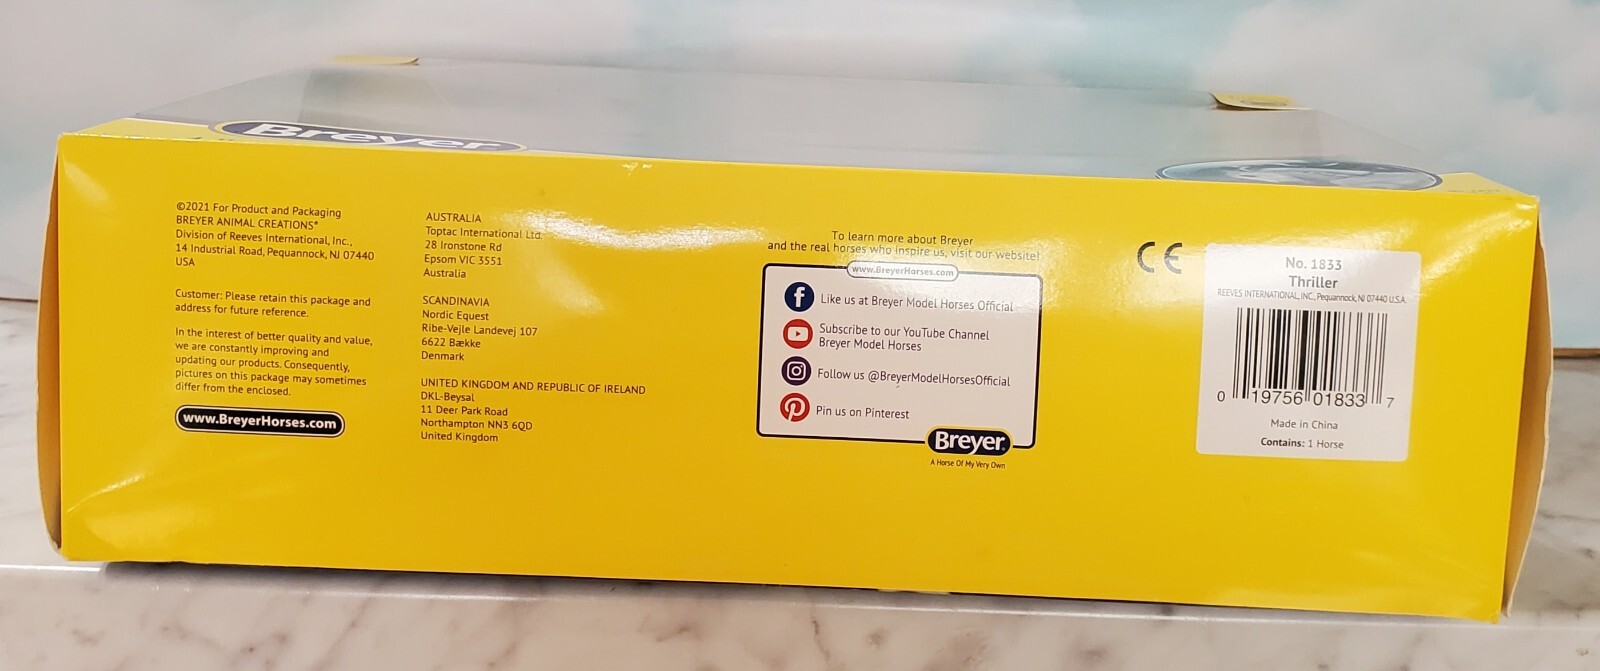 Breyer
©2021 For Product and Packaging
BREYER ANIMAL CREATIONS®
Division of Reeves International, Inc.,
14 Industrial Road, Pequannock, NJ 07440
USA
Customer: Please retain this package and
address for future reference.
In the interest of better quality and value,
we are constantly improving and
updating our products. Consequently,
pictures on this package may sometimes
differ from the enclosed.
www.BreyerHorses.com
AUSTRALIA
Toptac International Ltd.
28 Ironstone Rd
Epsom VIC 3551
Australia
SCANDINAVIA
Nordic Equest
Ribe-Vejle Landevej 107
6622 Bække
Denmark
UNITED KINGDOM AND REPUBLIC OF IRELAND
DKL-Beysal
11 Deer Park Road
Northampton NN3 6QD
United Kingdom
To learn more about Breyer
and the real horses who inspire us, visit our website!
www.BreyerHorses.com
Like us at Breyer Model Horses Official
Subscribe to our YouTube Channel
Breyer Model Horses
Follow us @BreyerModelHorsesOfficial
Pin us on Pinterest
Breyer®
A Horse Of My Very Own
CE
No. 1833
Thriller
REEVES INTERNATIONAL, INC., Pequannock, NJ 07440 U.S.A.
0 19756 01833 7
Made in China
Contains: 1 Horse